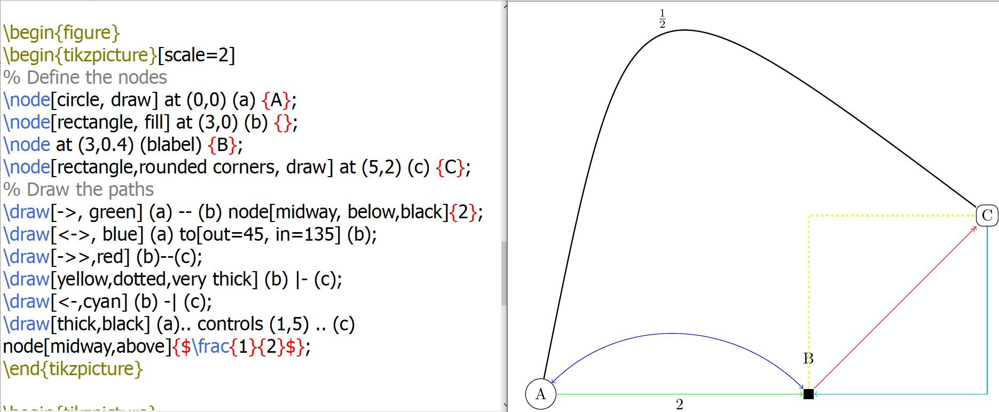 \begin{figure}
\begin{tikzpicture}[scale=2]
% Define the nodes
\node[circle, draw] at (0,0) (a) {A};
\node[rectangle, fill] at (3,0) (b) {};
\node at (3,0.4) (blabel) {B};
\node[rectangle,rounded corners, draw] at (5,2) (c) {C};
% Draw the paths
\draw[->, green] (a) -- (b) node[midway, below,black]{2};
\draw[<->, blue] (a) to[out=45, in=135] (b);
\draw[->>,red] (b)--(c);
\draw[yellow,dotted,very thick] (b) |- (c);
\draw[<-,cyan] (b) -| (c);
\draw[thick,black] (a).. controls (1,5) .. (c)
node[midway,above]{$\frac{1}{2}$};
\end{tikzpicture}
\begin{tikzpicture}
1
2
C
B
A
2